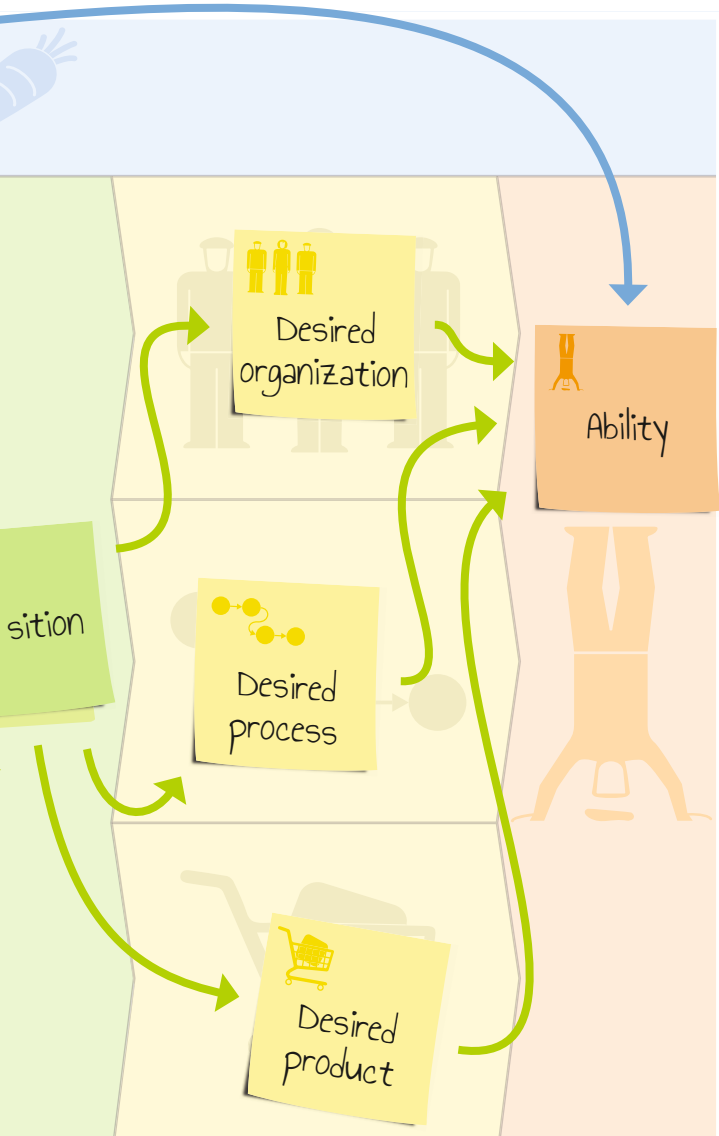 Desired
organization
Ability
sition
Desired
process
Desired
product